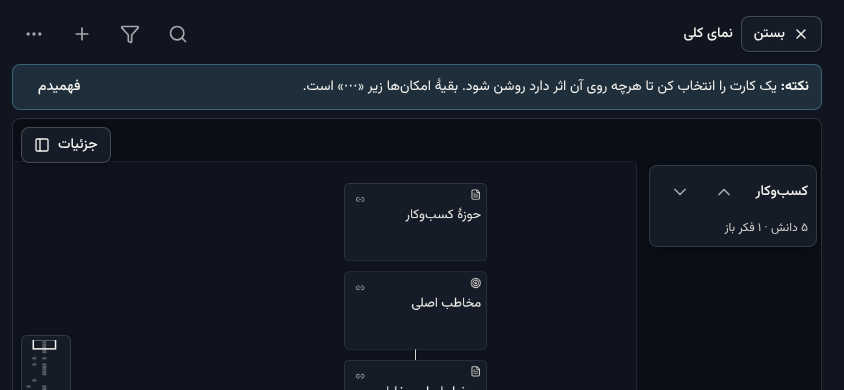 بستن
نمای کلی
نکته: یک کارت را انتخاب کن تا هرچه روی آن اثر دارد روشن شود. بقیهٔ امکان‌ها زیر «···» است.
فهمیدم
جزئیات
کسب‌وکار
۵ دانش · ۱ فکر باز
حوزهٔ کسب‌وکار
مخاطب اصلی